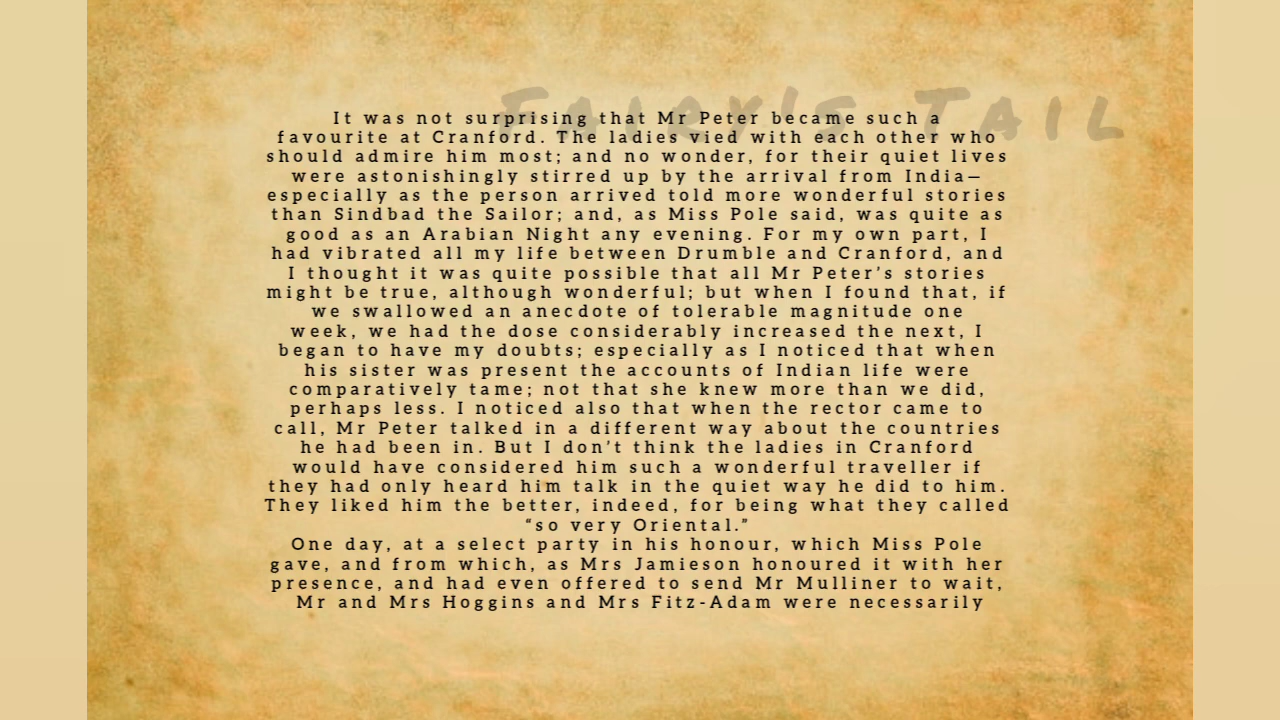 Fairy's Tail
It was not surprising that Mr Peter became such a
favourite at Cranford. The ladies vied with each other who
should admire him most; and no wonder, for their quiet lives
were astonishingly stirred up by the arrival from India—
especially as the person arrived told more wonderful stories
than Sindbad the Sailor; and, as Miss Pole said, was quite as
good as an Arabian Night any evening. For my own part, I
had vibrated all my life between Drumble and Cranford, and
I thought it was quite possible that all Mr Peter’s stories
might be true, although wonderful; but when I found that, if
we swallowed an anecdote of tolerable magnitude one
week, we had the dose considerably increased the next, I
began to have my doubts; especially as I noticed that when
his sister was present the accounts of Indian life were
comparatively tame; not that she knew more than we did,
perhaps less. I noticed also that when the rector came to
call, Mr Peter talked in a different way about the countries
he had been in. But I don’t think the ladies in Cranford
would have considered him such a wonderful traveller if
they had only heard him talk in the quiet way he did to him.
They liked him the better, indeed, for being what they called
“so very Oriental.”
One day, at a select party in his honour, which Miss Pole
gave, and from which, as Mrs Jamieson honoured it with her
presence, and had even offered to send Mr Mulliner to wait,
Mr and Mrs Hoggins and Mrs Fitz-Adam were necessarily